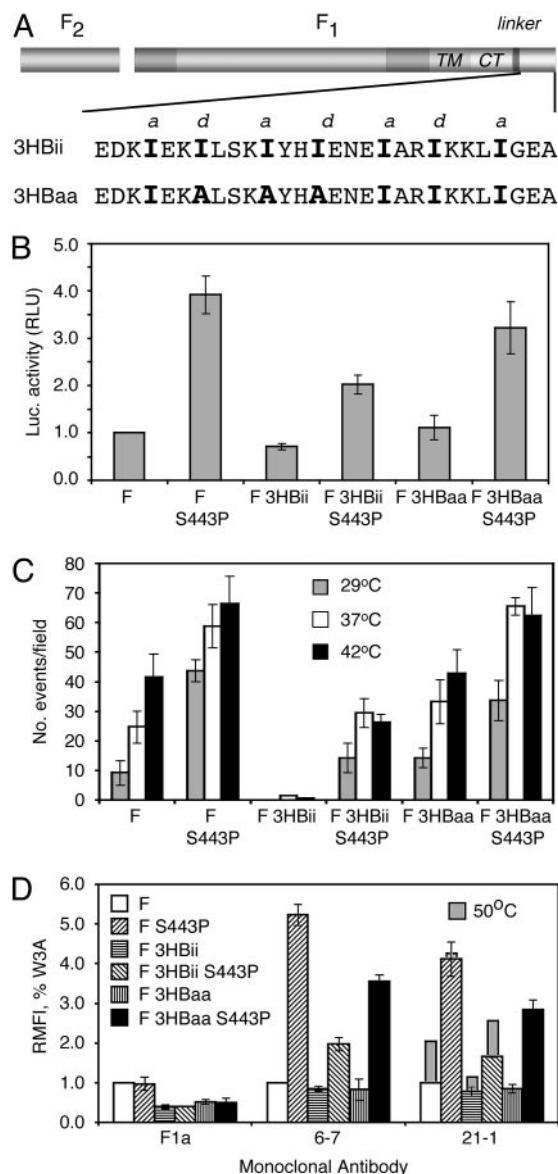 A
F2
F1
linker
TM
CT
a d a d a d a
3HBii EDKIEKILSKIYHIENEIARIKKLIGEA
3HBaa EDKIEKALSKAYHAENEIARIKKLIGEA
B
Luc. activity (RLU)
5.0
4.0
3.0
2.0
1.0
0.0
F
F S443P
F 3HBii
F 3HBii S443P
F 3HBaa
F 3HBaa S443P
C
No. events/field
80
70
60
50
40
30
20
10
0
29ºC
37ºC
42ºC
F
F S443P
F 3HBii
F 3HBii S443P
F 3HBaa
F 3HBaa S443P
D
RMFI, % W3A
6.0
5.0
4.0
3.0
2.0
1.0
0.0
F
F S443P
F 3HBii
F 3HBii S443P
F 3HBaa
F 3HBaa S443P
50ºC
F1a
6-7
21-1
Monoclonal Antibody